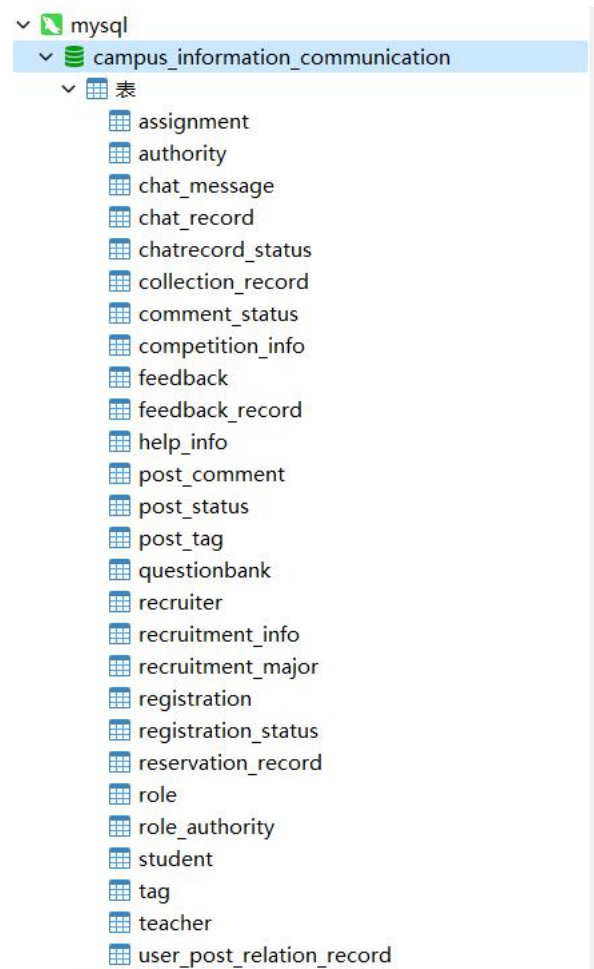 mysql
campus_information_communication
表
assignment
authority
chat_message
chat_record
chatrecord_status
collection_record
comment_status
competition_info
feedback
feedback_record
help_info
post_comment
post_status
post_tag
questionbank
recruiter
recruitment_info
recruitment_major
registration
registration_status
reservation_record
role
role_authority
student
tag
teacher
user_post_relation_record